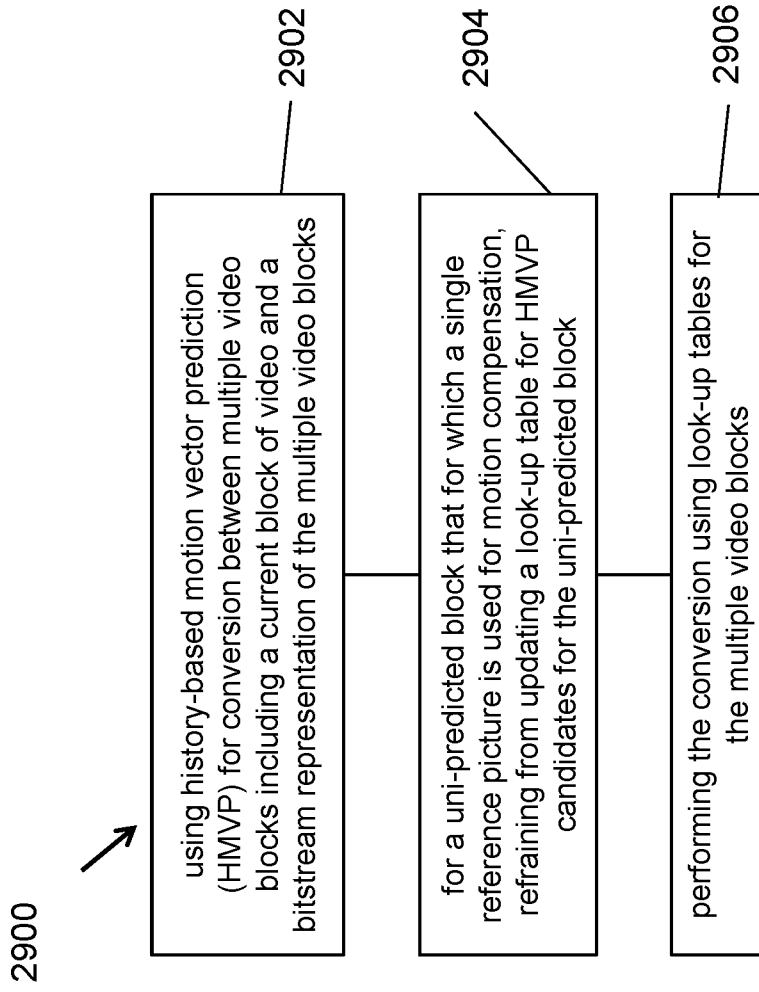 2900
using history-based motion vector prediction
(HMVP) for conversion between multiple video
blocks including a current block of video and a
bitstream representation of the multiple video blocks
2902
for a uni-predicted block that for which a single
reference picture is used for motion compensation,
refraining from updating a look-up table for HMVP
candidates for the uni-predicted block
2904
performing the conversion using look-up tables for
the multiple video blocks
2906